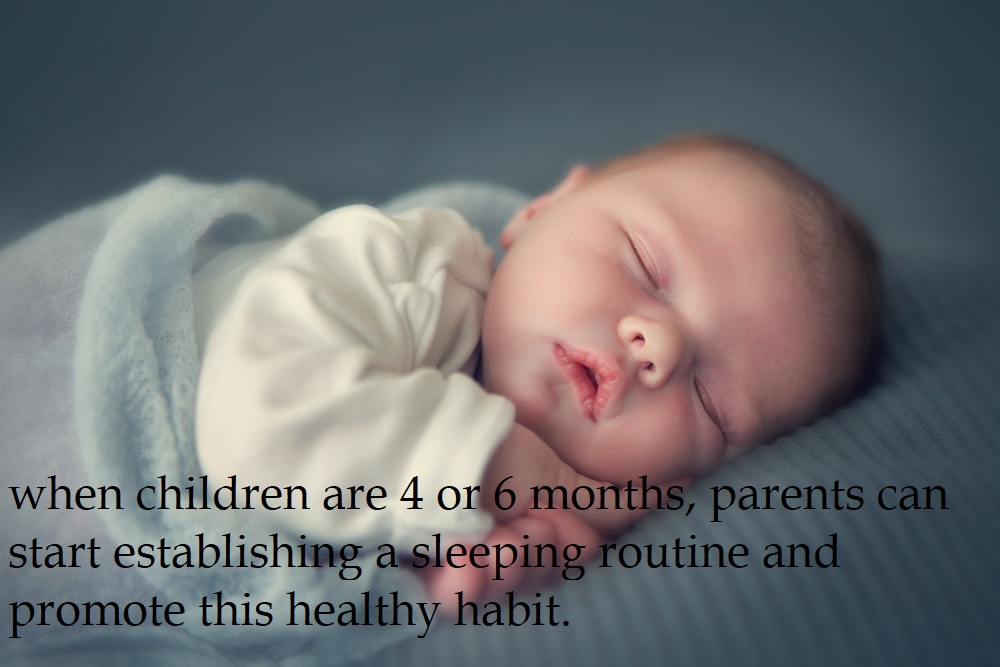 when children are 4 or 6 months, parents can
start establishing a sleeping routine and
promote this healthy habit.